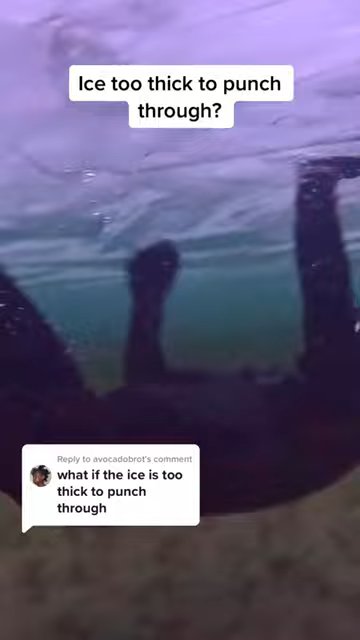 Ice too thick to punch
through?
Reply to avocadobrot's comment
what if the ice is too
thick to punch
through